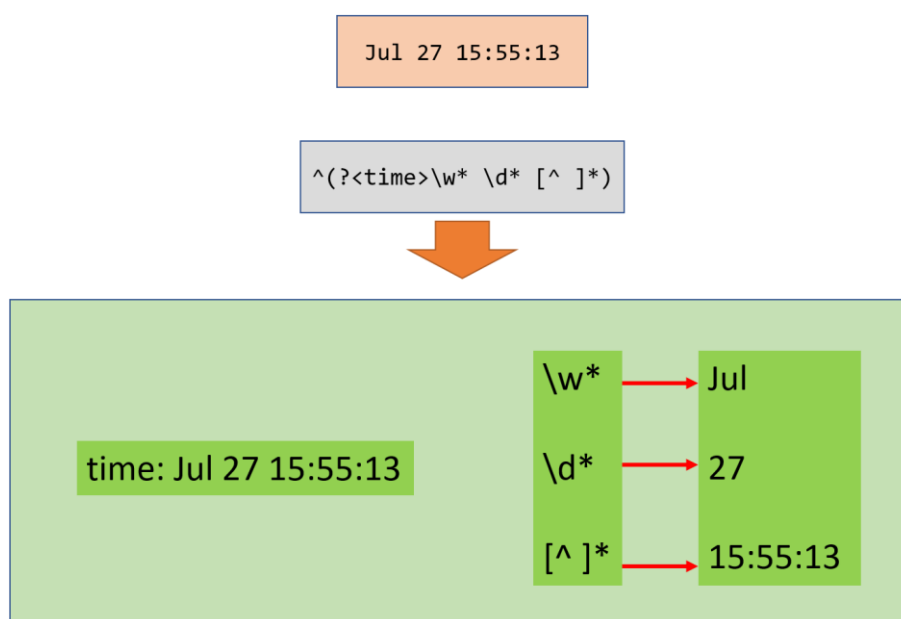 Jul 27 15:55:13
^(?<time>\w* \d* [^ ]*)
time: Jul 27 15:55:13
\w* Jul
\d* 27
[^ ]* 15:55:13